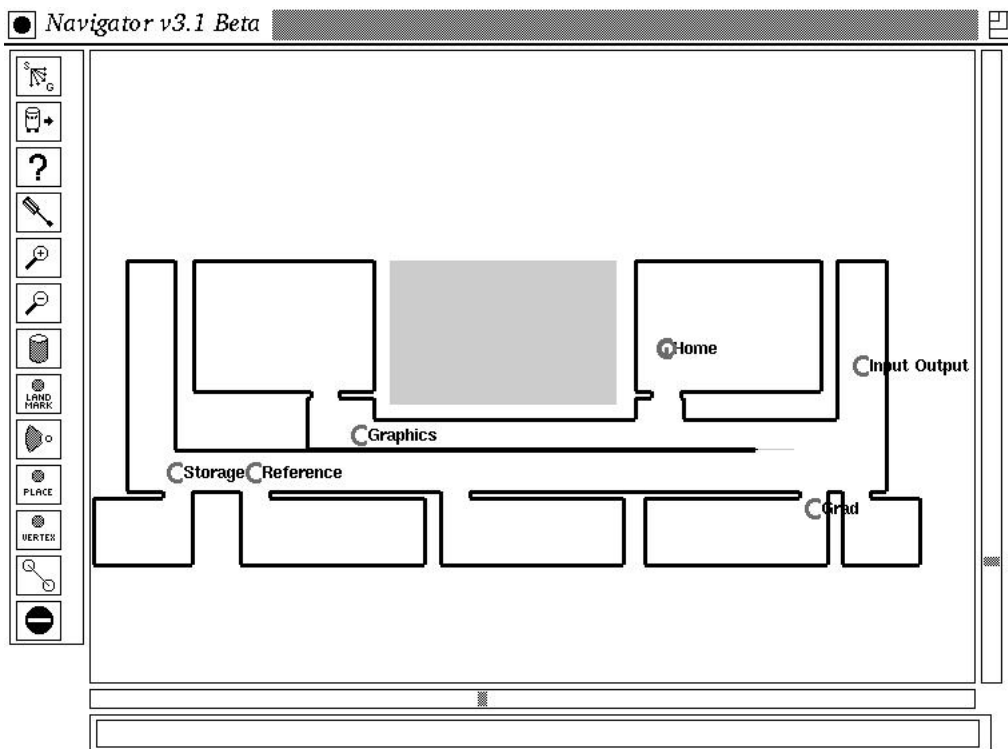 Navigator v3.1 Beta
S
G
?
LAND
MARK
PLACE
VERTEX
Home
Input Output
Graphics
Storage
Reference
Grad